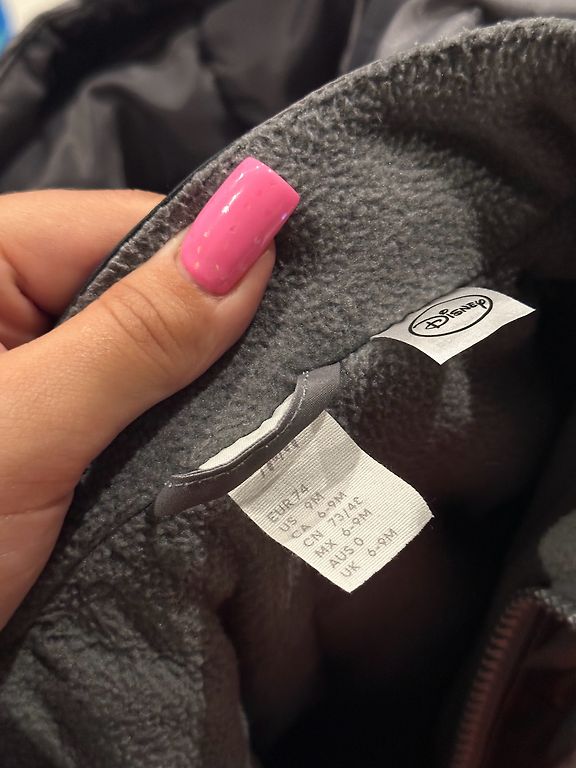 Disney
EUR 74
US 9M
CA 6-9M
CN 73/48
MX 6-9M
AUS 0
UK 6-9M